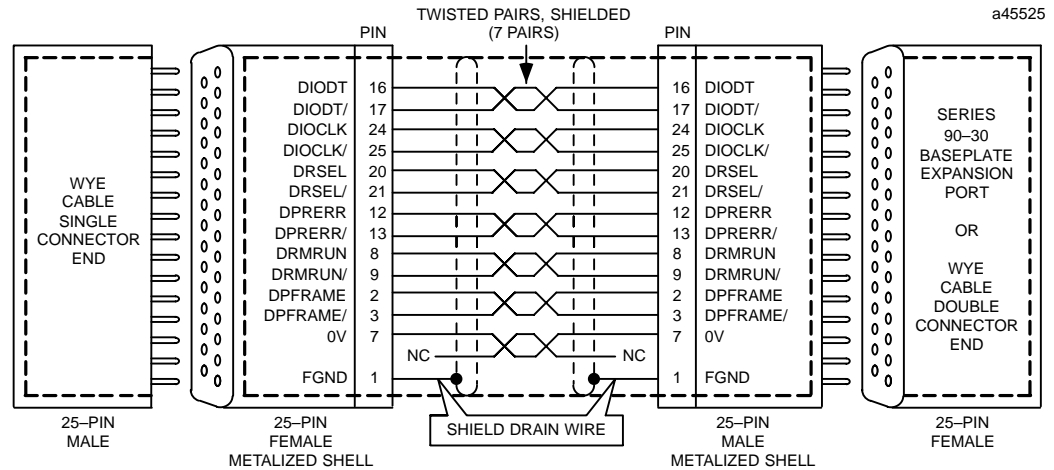 a45525
TWISTED PAIRS, SHIELDED
(7 PAIRS)
PIN
PIN
WYE
CABLE
SINGLE
CONNECTOR
END
DIODT 16
DIODT/ 17
DIOCLK 24
DIOCLK/ 25
DRSEL 20
DRSEL/ 21
DPRERR 12
DPRERR/ 13
DRMRUN 8
DRMRUN/ 9
DPFRAME 2
DPFRAME/ 3
0V 7
NC
FGND 1
NC
16 DIODT
17 DIODT/
24 DIOCLK
25 DIOCLK/
20 DRSEL
21 DRSEL/
12 DPRERR
13 DPRERR/
8 DRMRUN
9 DRMRUN/
2 DPFRAME
3 DPFRAME/
7 0V
1 FGND
SERIES
90–30
BASEPLATE
EXPANSION
PORT
OR
WYE
CABLE
DOUBLE
CONNECTOR
END
SHIELD DRAIN WIRE
25–PIN
MALE
25–PIN
FEMALE
METALIZED SHELL
25–PIN
MALE
METALIZED SHELL
25–PIN
FEMALE